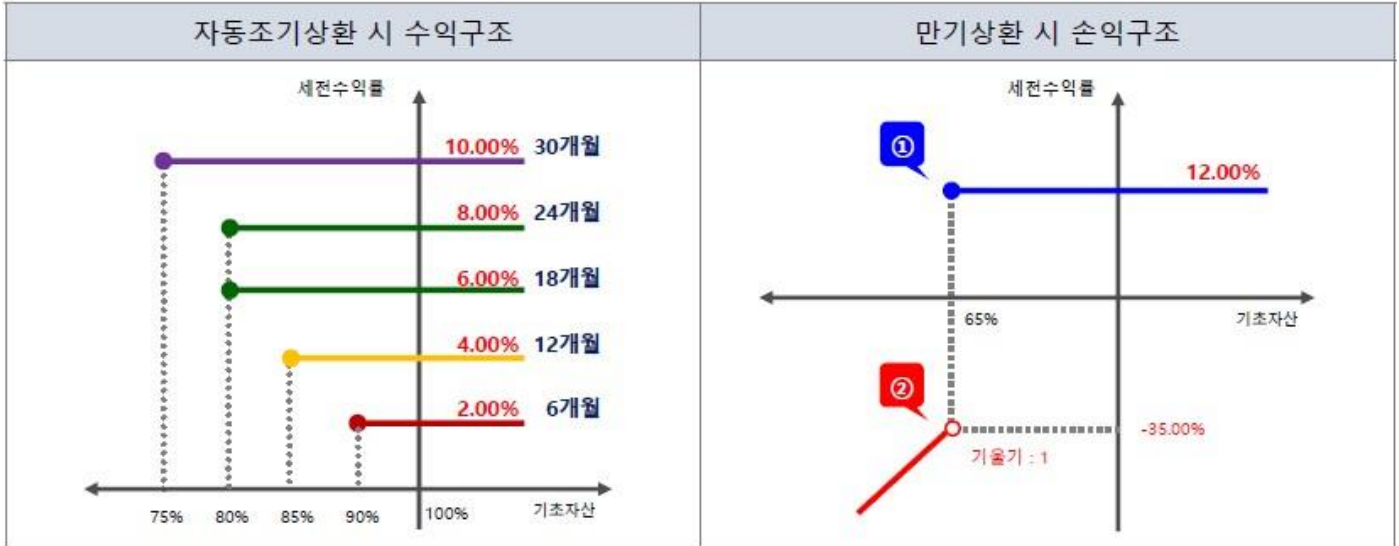 자동조기상환 시 수익구조
세전수익률
10.00% 30개월
8.00% 24개월
6.00% 18개월
4.00% 12개월
2.00% 6개월
75% 80% 85% 90% 100% 기초자산
만기상환 시 손익구조
세전수익률
①
12.00%
65% 기초자산
②
-35.00%
기울기 : 1